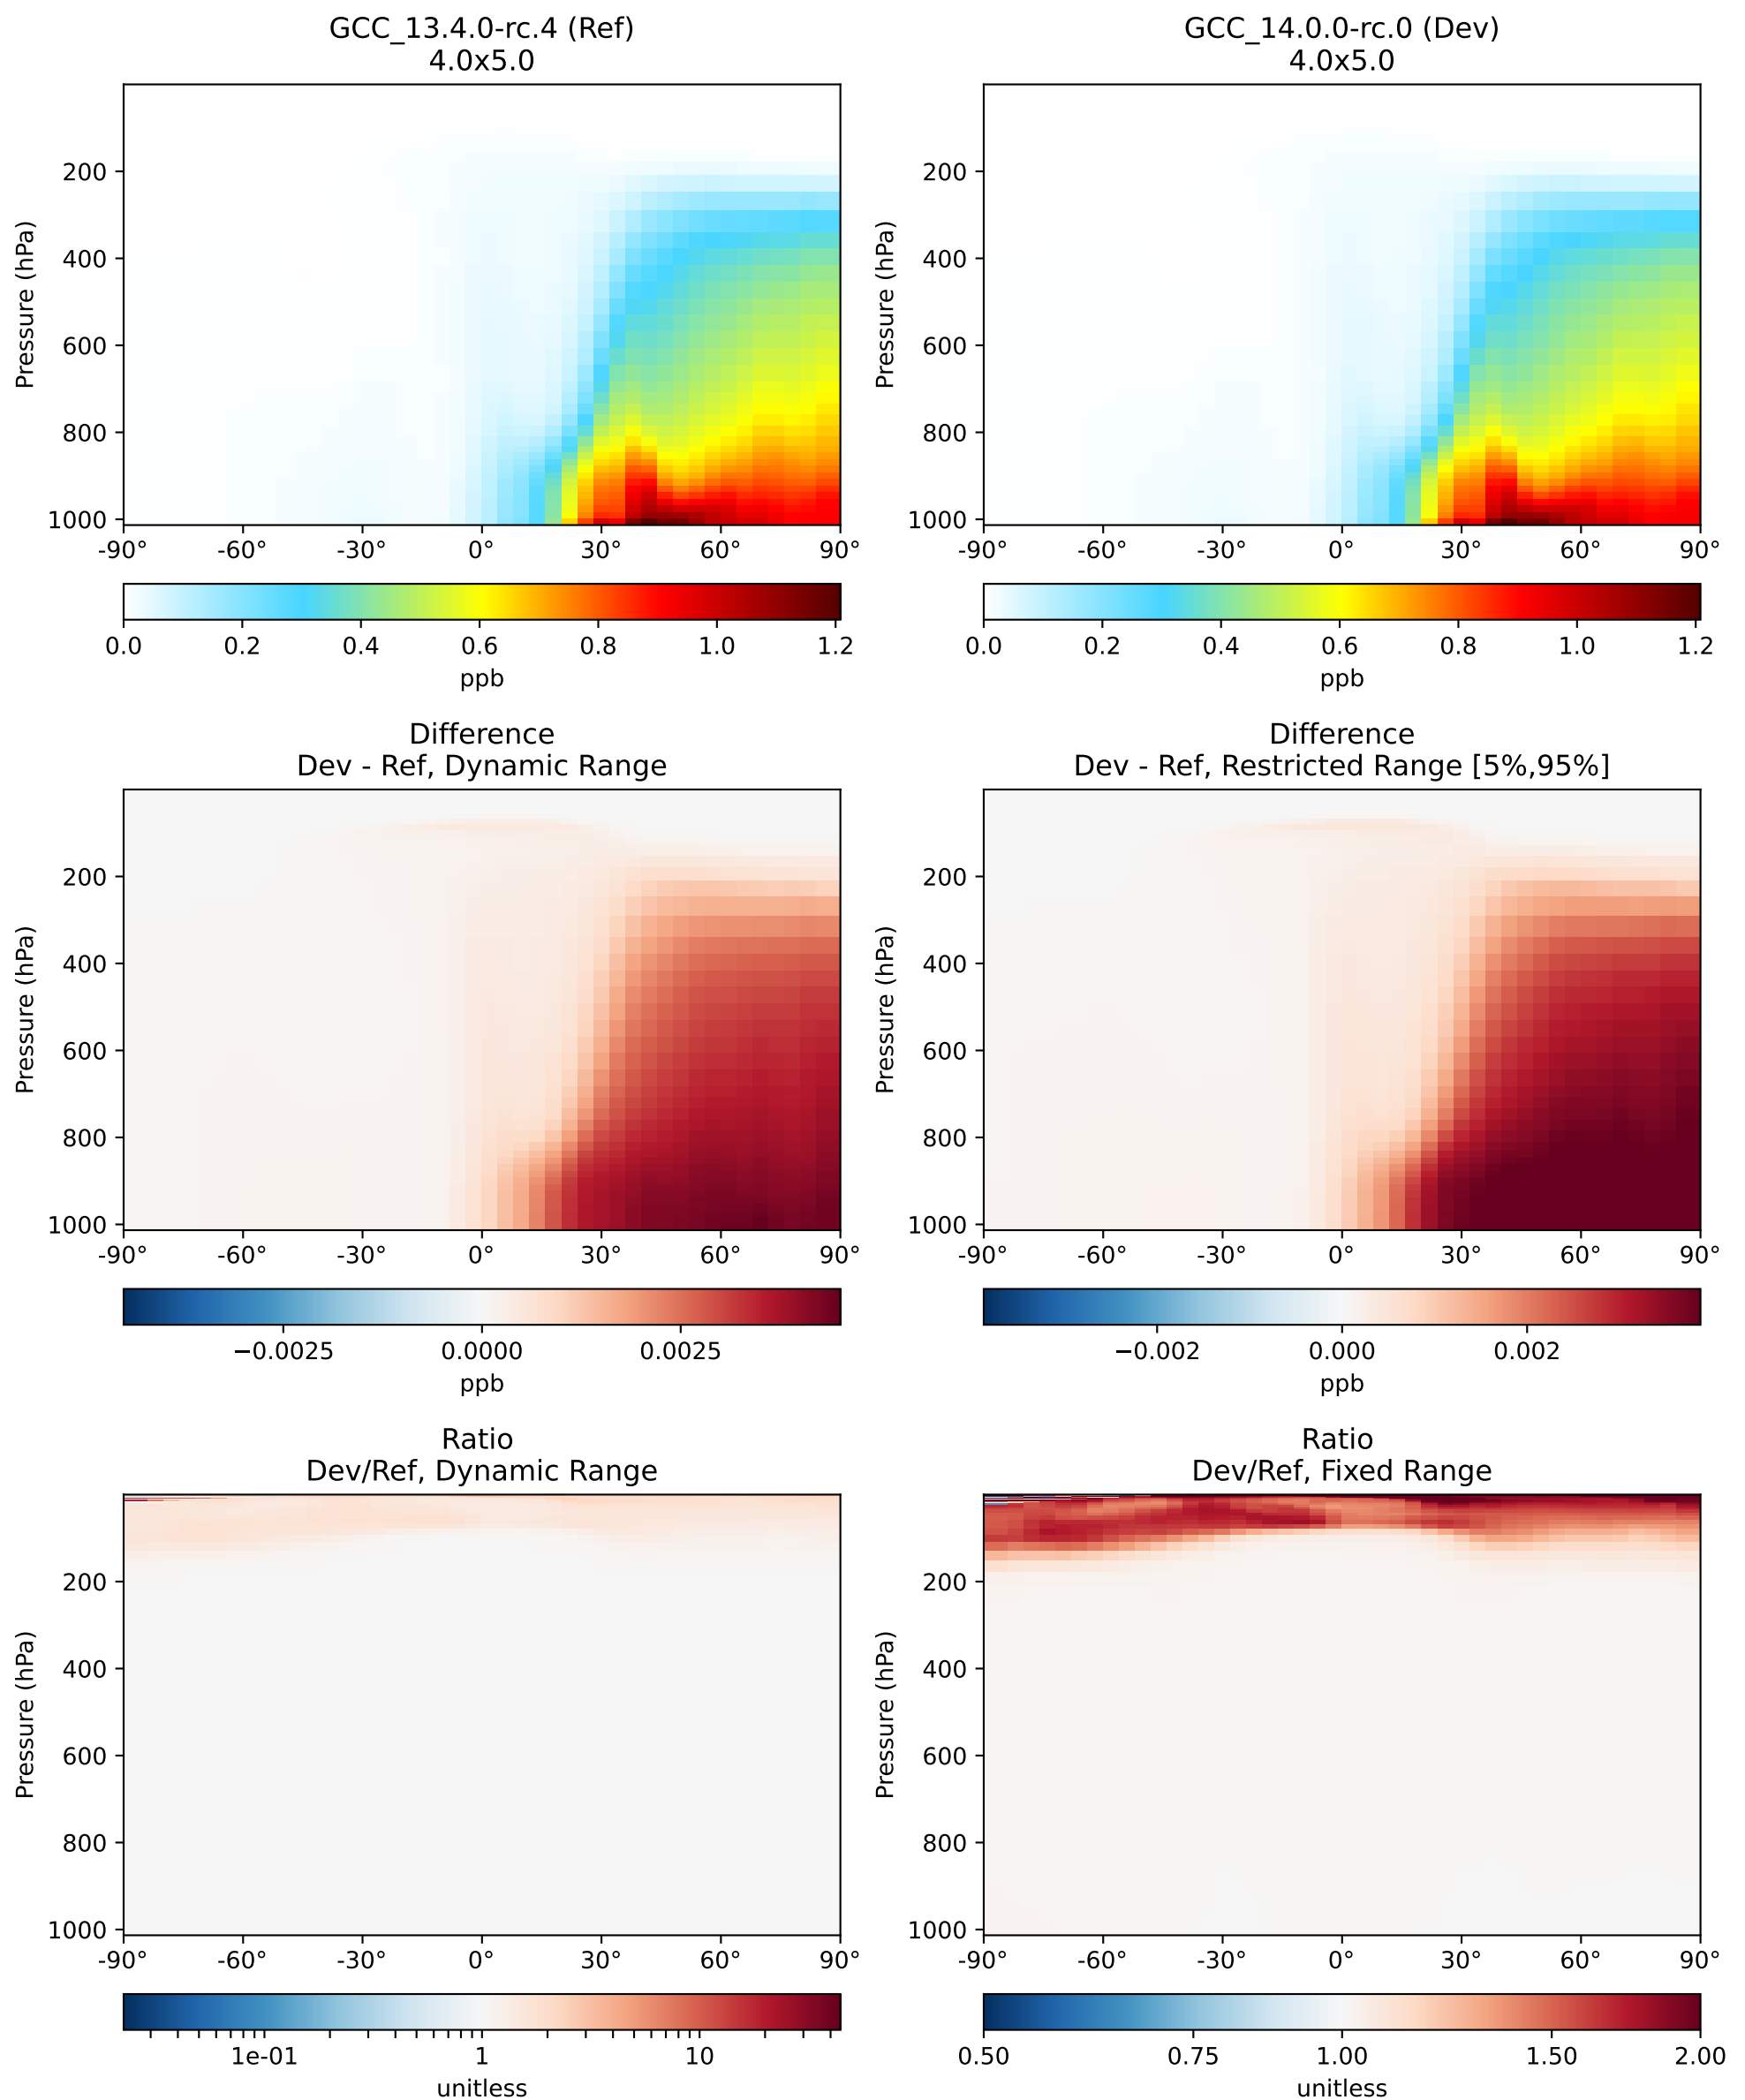 GCC_13.4.0-rc.4 (Ref)
4.0x5.0
Pressure (hPa)
200
400
600
800
1000
-90° -60° -30° 0° 30° 60° 90°
0.0 0.2 0.4 0.6 0.8 1.0 1.2
ppb
GCC_14.0.0-rc.0 (Dev)
4.0x5.0
Pressure (hPa)
200
400
600
800
1000
-90° -60° -30° 0° 30° 60° 90°
0.0 0.2 0.4 0.6 0.8 1.0 1.2
ppb
Difference
Dev - Ref, Dynamic Range
Pressure (hPa)
200
400
600
800
1000
-90° -60° -30° 0° 30° 60° 90°
−0.0025 0.0000 0.0025
ppb
Difference
Dev - Ref, Restricted Range [5%,95%]
Pressure (hPa)
200
400
600
800
1000
-90° -60° -30° 0° 30° 60° 90°
−0.002 0.000 0.002
ppb
Ratio
Dev/Ref, Dynamic Range
Pressure (hPa)
200
400
600
800
1000
-90° -60° -30° 0° 30° 60° 90°
1e-01 1 10
unitless
Ratio
Dev/Ref, Fixed Range
Pressure (hPa)
200
400
600
800
1000
-90° -60° -30° 0° 30° 60° 90°
0.50 0.75 1.00 1.50 2.00
unitless